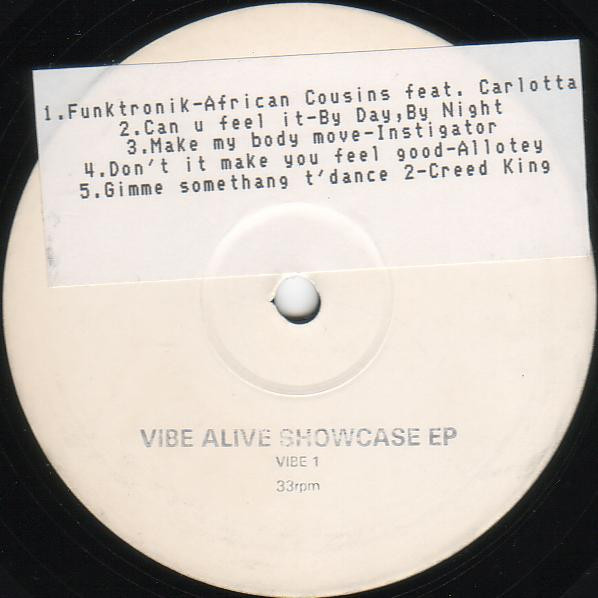 1.Funktronik-African Cousins feat. Carlotta
2.Can u feel it-By Day,By Night
3.Make my body move-Instigator
4.Don't it make you feel good-Allotey
5.Gimme somethang t'dance 2-Creed King
VIBE ALIVE SHOWCASE EP
VIBE 1
33rpm